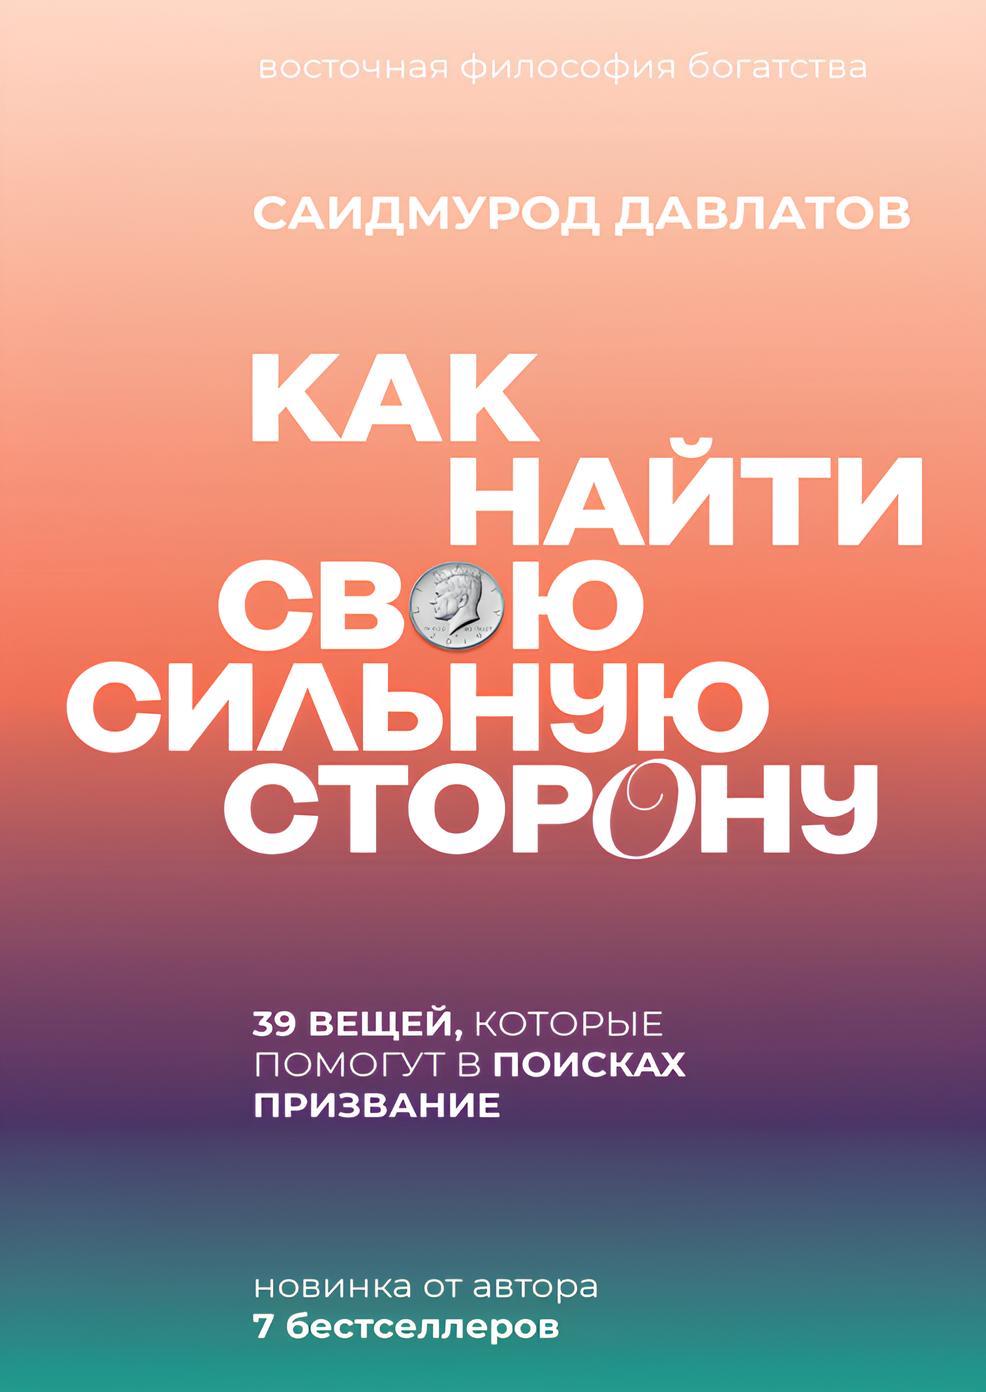 восточная философия богатства
САИДМУРОД ДАВЛАТОВ
КАК
НАЙТИ
СВОЮ
СИЛЬНУЮ
СТОРОНУ
39 ВЕЩЕЙ, КОТОРЫЕ
ПОМОГУТ В ПОИСКАХ
ПРИЗВАНИЕ
новинка от автора
7 бестселлеров